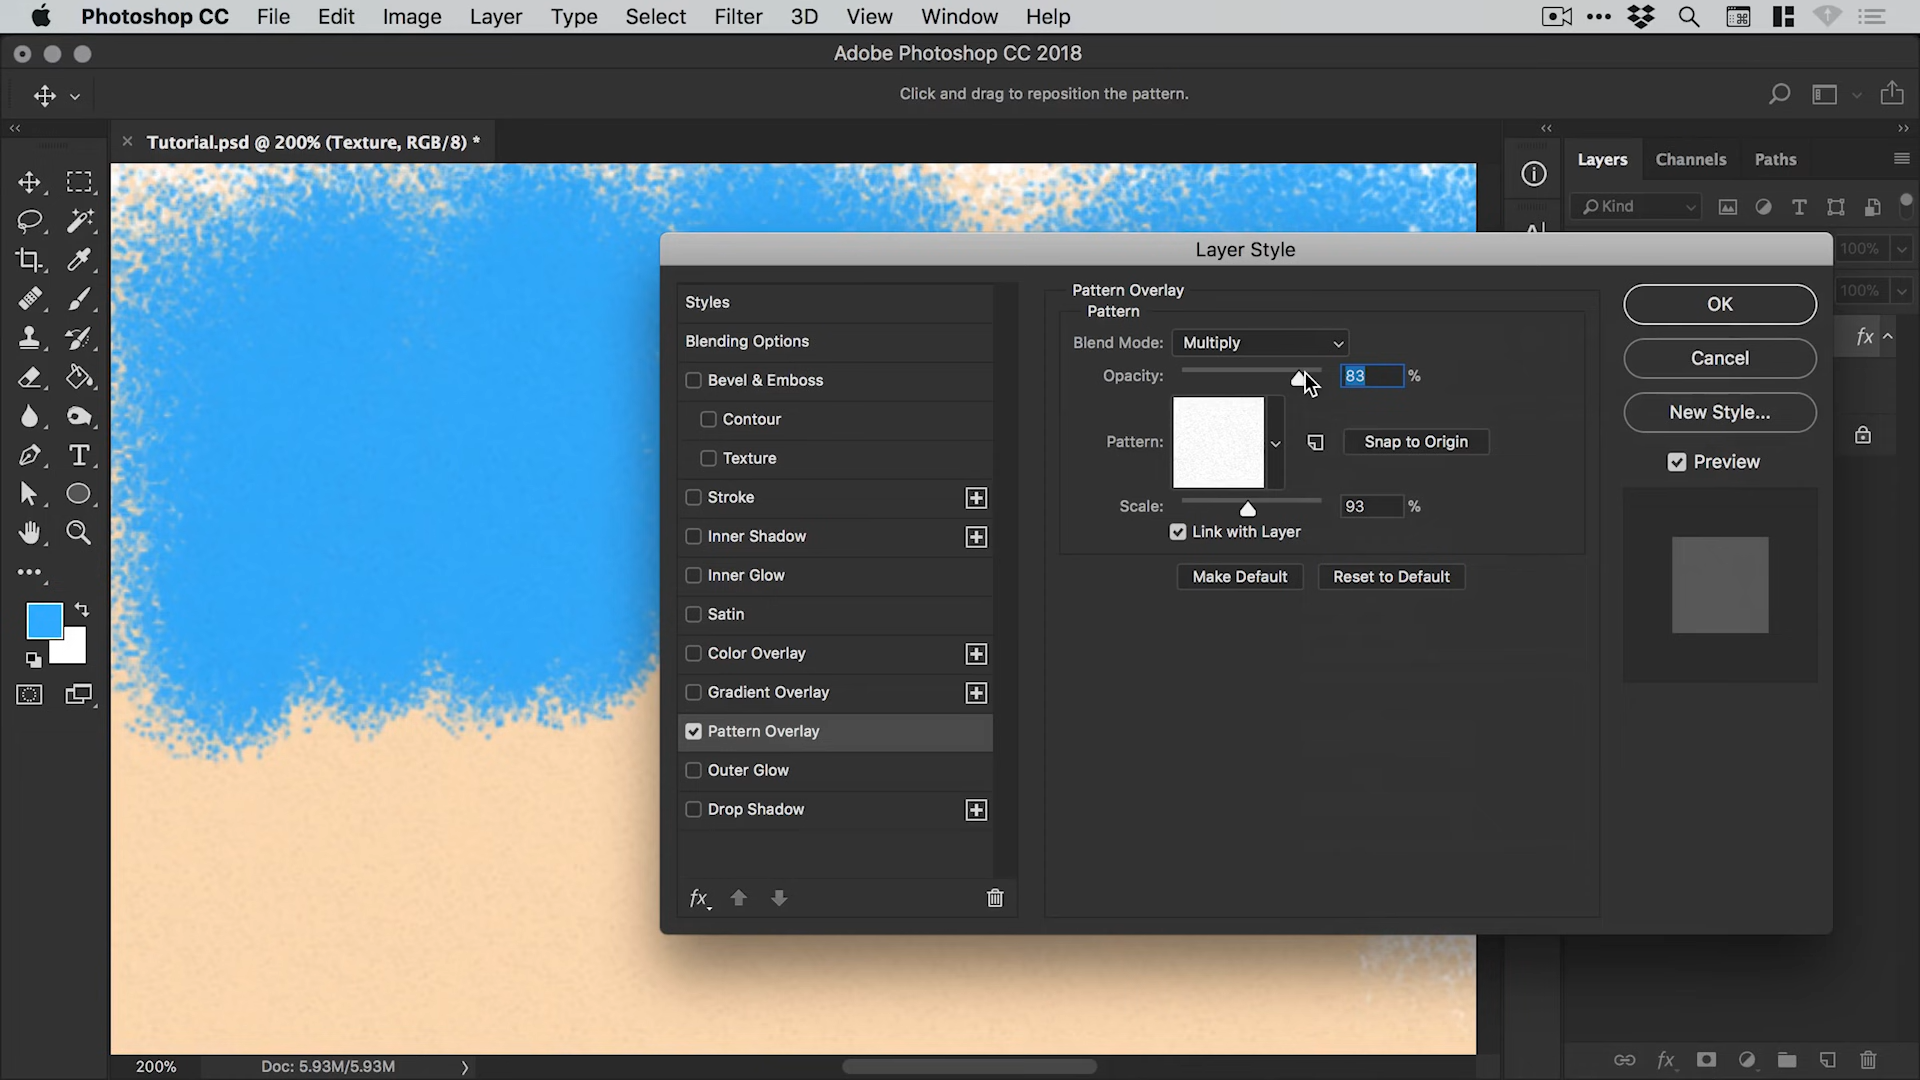 Photoshop CC File Edit Image Layer Type Select Filter 3D View Window Help
Adobe Photoshop CC 2018
Click and drag to reposition the pattern.
Tutorial.psd @ 200% (Texture, RGB/8) *
Layers Channels Paths
Kind
100%
100%
fx
Layer Style
Styles
Blending Options
Bevel & Emboss
Contour
Texture
Stroke
Inner Shadow
Inner Glow
Satin
Color Overlay
Gradient Overlay
Pattern Overlay
Outer Glow
Drop Shadow
fx
Pattern Overlay
Pattern
Blend Mode: Multiply
Opacity: 83 %
Pattern: Snap to Origin
Scale: 93 %
Link with Layer
Make Default Reset to Default
OK
Cancel
New Style...
Preview
200% Doc: 5.93M/5.93M
fx